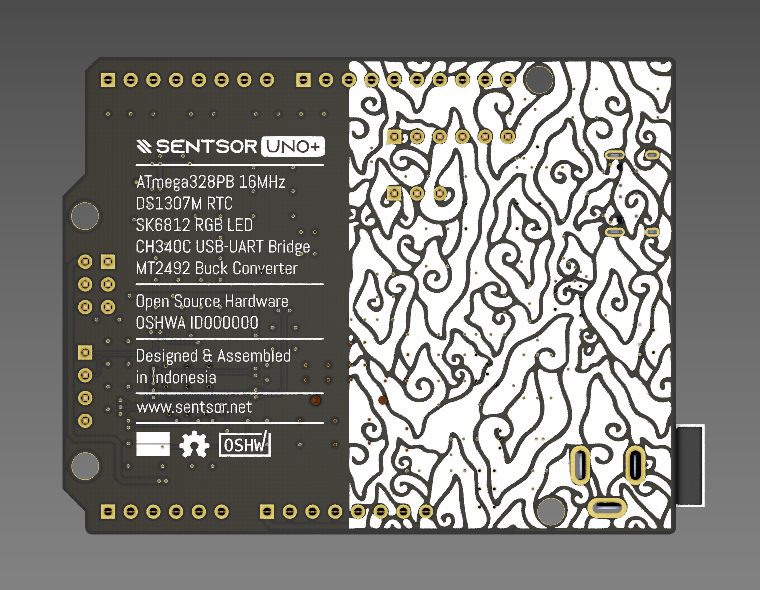 SENTSOR UNO+
ATmega328PB 16MHz
DS1307M RTC
SK6812 RGB LED
CH340C USB-UART Bridge
MT2492 Buck Converter
Open Source Hardware
OSHWA ID000000
Designed & Assembled
in Indonesia
www.sentsor.net
OSHW